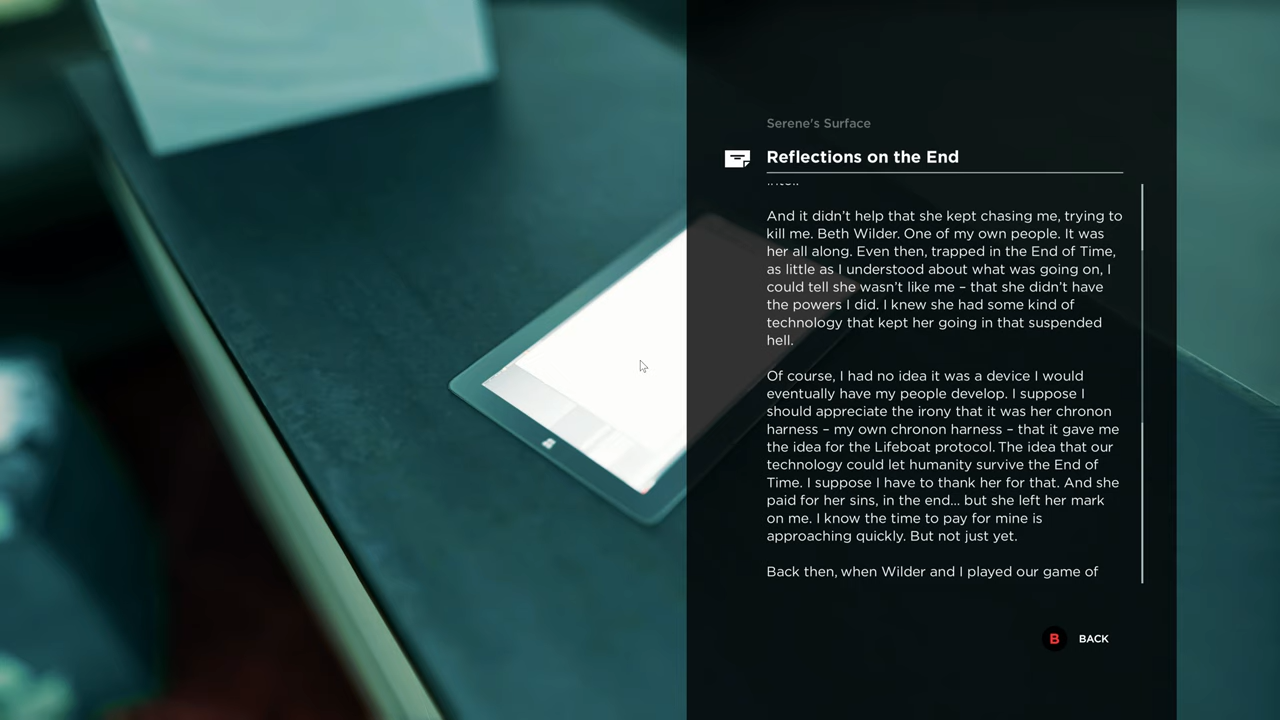 Serene's Surface
Reflections on the End
And it didn't help that she kept chasing me, trying to
kill me. Beth Wilder. One of my own people. It was
her all along. Even then, trapped in the End of Time,
as little as I understood about what was going on, I
could tell she wasn't like me – that she didn't have
the powers I did. I knew she had some kind of
technology that kept her going in that suspended
hell.
Of course, I had no idea it was a device I would
eventually have my people develop. I suppose I
should appreciate the irony that it was her chronon
harness – my own chronon harness – that it gave me
the idea for the Lifeboat protocol. The idea that our
technology could let humanity survive the End of
Time. I suppose I have to thank her for that. And she
paid for her sins, in the end... but she left her mark
on me. I know the time to pay for mine is
approaching quickly. But not just yet.
Back then, when Wilder and I played our game of
B BACK